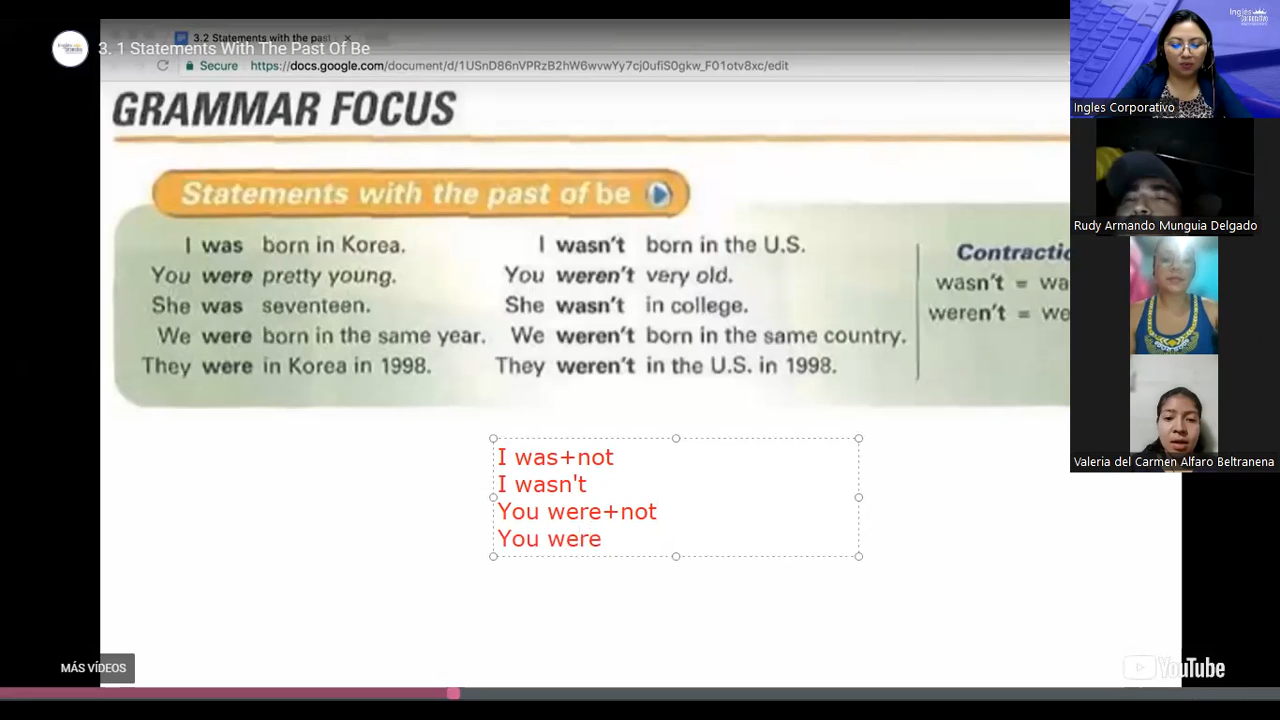 3.2 Statements with the past
3. 1 Statements With The Past Of Be
Secure https://docs.google.com/document/d/1USnD86nVPRzB2hW6wvwYy7cj0ufiS0gkw_F01otv8xc/edit
GRAMMAR FOCUS
Statements with the past of be
I was born in Korea.
You were pretty young.
She was seventeen.
We were born in the same year.
They were in Korea in 1998.
I wasn't born in the U.S.
You weren't very old.
She wasn't in college.
We weren't born in the same country.
They weren't in the U.S. in 1998.
Contractio
wasn't = wa
weren't = we
I was+not
I wasn't
You were+not
You were
MÁS VÍDEOS
YouTube
Ingles Corporativo
Rudy Armando Munguia Delgado
Valeria del Carmen Alfaro Beltranena